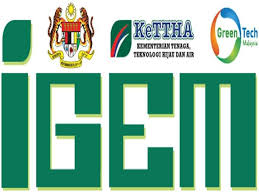 KeTTHA
KEMENTERIAN TENAGA,
TEKNOLOGI HIJAU DAN AIR
Green Tech
Malaysia
iGEM